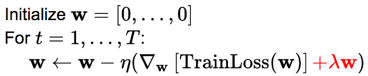 Initialize w = [0, . . . , 0]
For t = 1, . . . , T:
w ← w − η(∇w [TrainLoss(w)] +λw)